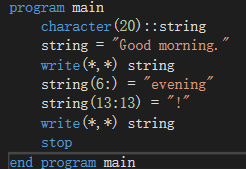 program main
    character(20)::string
    string = "Good morning."
    write(*,*) string
    string(6:) = "evening"
    string(13:13) = "!"
    write(*,*) string
    stop
end program main